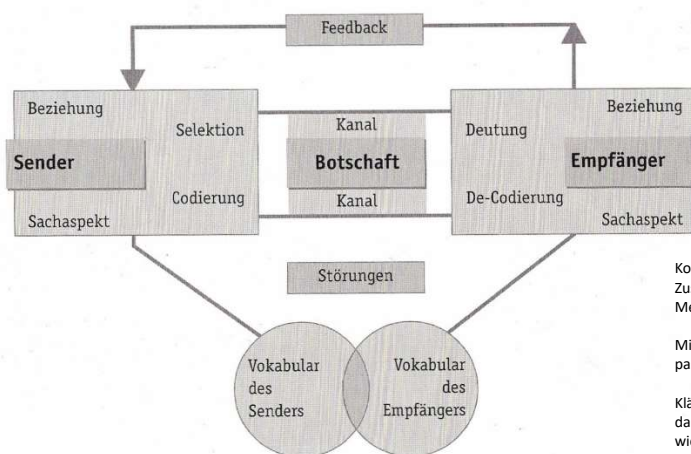 Feedback
Beziehung
Selektion
Sender
Codierung
Sachaspekt
Kanal
Botschaft
Kanal
Beziehung
Deutung
Empfänger
De-Codierung
Sachaspekt
Störungen
Vokabular
des
Senders
Vokabular
des
Empfängers